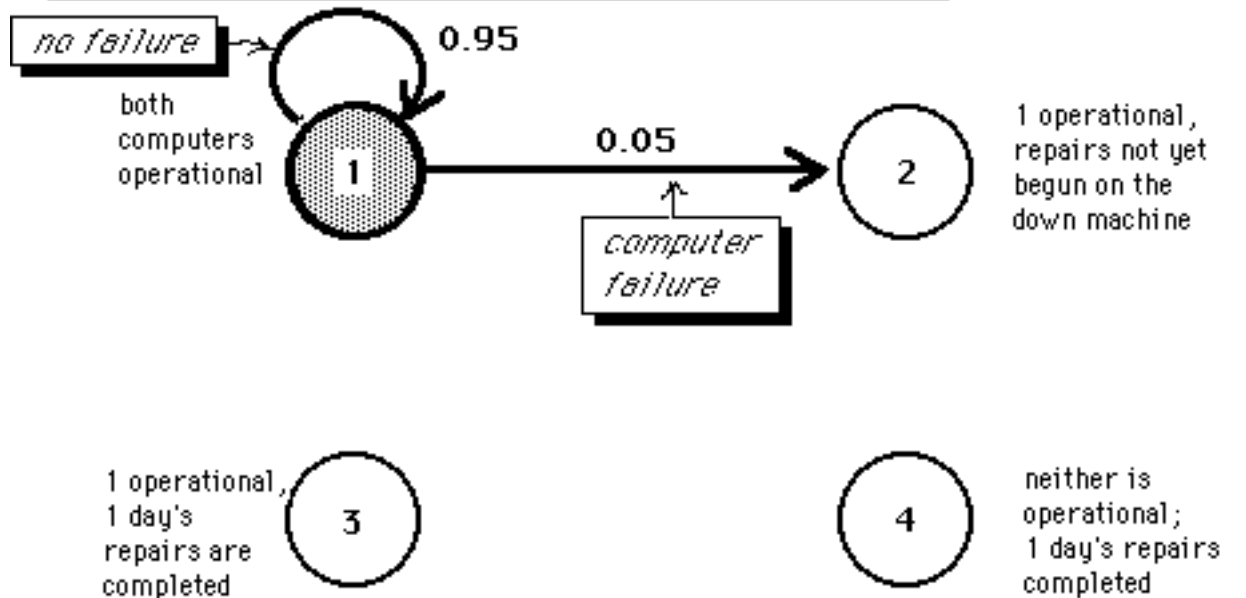 no failure
0.95
both
computers
operational
1
0.05
2
1 operational,
repairs not yet
begun on the
down machine
computer
failure
1 operational,
1 day's
repairs are
completed
3
4
neither is
operational;
1 day's repairs
completed